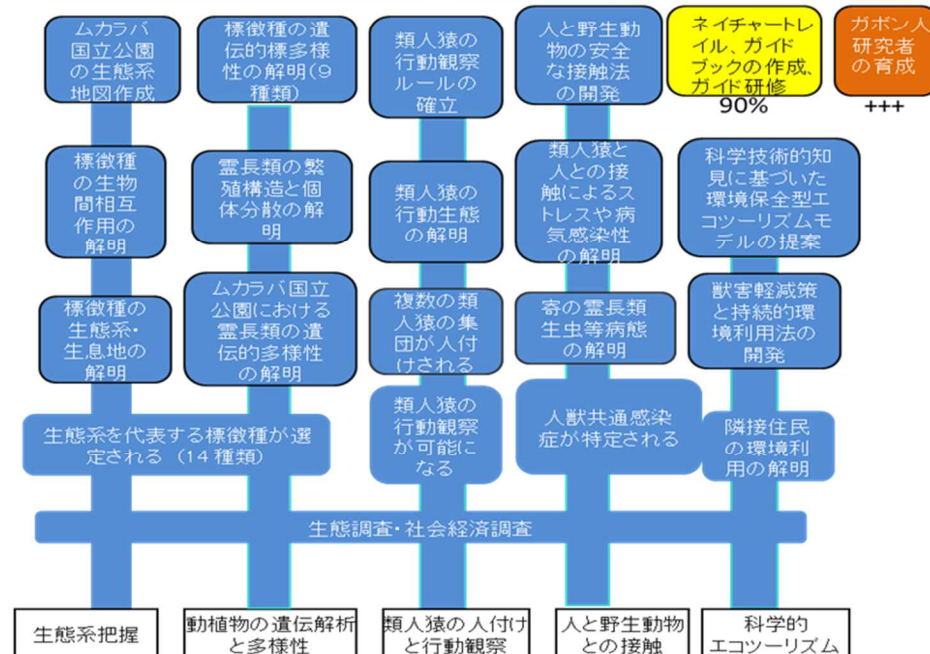 ムカラバ
国立公園
の生態系
地図作成
標徴種の遺
伝的標多様
性の解明(9
種類)
類人猿の
行動観察
ルールの
確立
人と野生動
物の安全
な接触法
の開発
ネイチャートレ
イル、ガイド
ブックの作成、
ガイド研修
90%
ガボン人
研究者
の育成
+++
標徴種
の生物
間相互
作用の
解明
霊長類の繁
殖構造と個
体分散の解
明
類人猿の
行動生態
の解明
類人猿と
人との接
触によるス
トレスや病
気感染性
の解明
科学技術的知
見に基づいた
環境保全型エ
コツーリズムモ
デルの提案
標徴種の
生態系・
生息地の
解明
ムカラバ国立
公園における
霊長類の遺
伝的多様性
の解明
複数の類
人猿の集
団が人付
けされる
寄の霊長類
生虫等病態
の解明
獣害軽減策
と持続的環
境利用法の
開発
生態系を代表する標徴種が選
定される (14種類)
類人猿の
行動観察
が可能に
なる
人獣共通感染
症が特定される
隣接住民
の環境利
用の解明
生態調査・社会経済調査
生態系把握
動植物の遺伝解析
と多様性
類人猿の人付け
と行動観察
人と野生動物
との接触
科学的
エコツーリズム